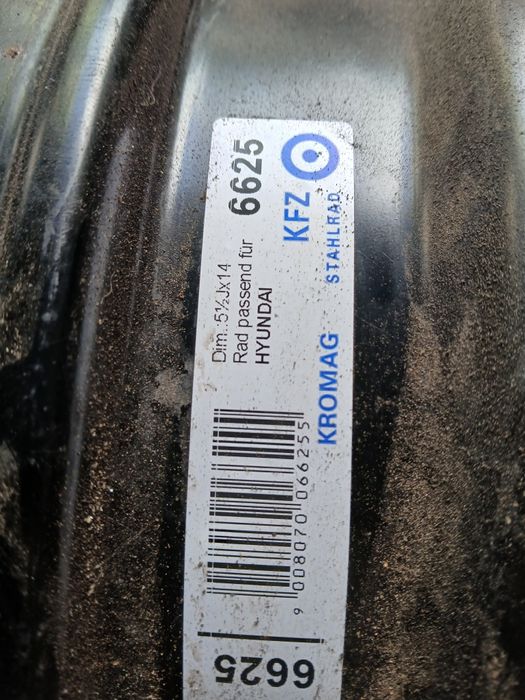 Dim.:5½Jx14
Rad passend für
HYUNDAI
6625
KFZ
STAHLRAD
KROMAG
9 008070 066255
6625